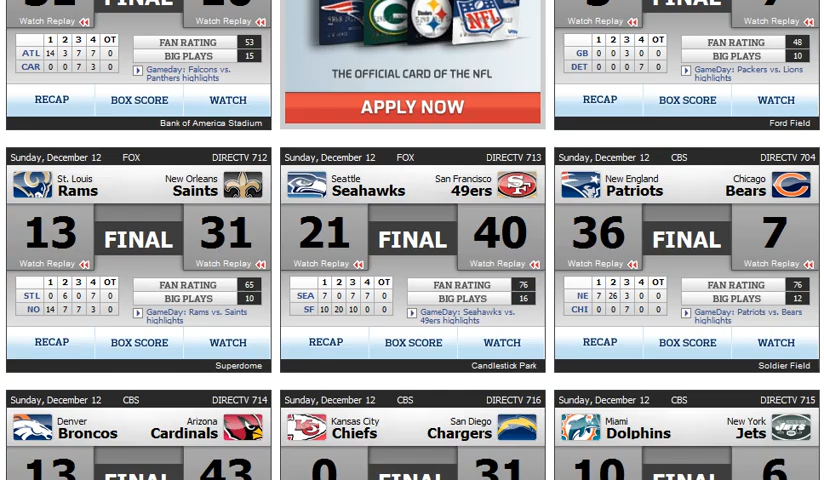 FINAL
Watch Replay
Watch Replay
1 2 3 4 OT
ATL 14 3 7 7 0
CAR 0 0 7 3 0
FAN RATING 53
BIG PLAYS 15
Gameday: Falcons vs.
Panthers highlights
RECAP BOX SCORE WATCH
Bank of America Stadium
THE OFFICIAL CARD OF THE NFL
APPLY NOW
FINAL
Watch Replay
Watch Replay
1 2 3 4 OT
GB 0 0 3 0 0
DET 0 0 0 7 0
FAN RATING 48
BIG PLAYS 10
GameDay: Packers vs. Lions
highlights
RECAP BOX SCORE WATCH
Ford Field
Sunday, December 12 FOX DIRECTV 712
St. Louis
Rams
New Orleans
Saints
13 FINAL 31
Watch Replay
Watch Replay
1 2 3 4 OT
STL 0 6 0 7 0
NO 14 7 7 3 0
FAN RATING 65
BIG PLAYS 10
GameDay: Rams vs. Saints
highlights
RECAP BOX SCORE WATCH
Superdome
Sunday, December 12 FOX DIRECTV 713
Seattle
Seahawks
San Francisco
49ers
21 FINAL 40
Watch Replay
Watch Replay
1 2 3 4 OT
SEA 7 0 7 7 0
SF 10 20 10 0 0
FAN RATING 76
BIG PLAYS 16
GameDay: Seahawks vs.
49ers highlights
RECAP BOX SCORE WATCH
Candlestick Park
Sunday, December 12 CBS DIRECTV 704
New England
Patriots
Chicago
Bears
36 FINAL 7
Watch Replay
Watch Replay
1 2 3 4 OT
NE 7 26 3 0 0
CHI 0 0 7 0 0
FAN RATING 76
BIG PLAYS 12
GameDay: Patriots vs. Bears
highlights
RECAP BOX SCORE WATCH
Soldier Field
Sunday, December 12 CBS DIRECTV 714
Denver
Broncos
Arizona
Cardinals
13 FINAL 43
Sunday, December 12 CBS DIRECTV 716
Kansas City
Chiefs
San Diego
Chargers
0 FINAL 31
Sunday, December 12 CBS DIRECTV 715
Miami
Dolphins
New York
Jets
10 FINAL 6